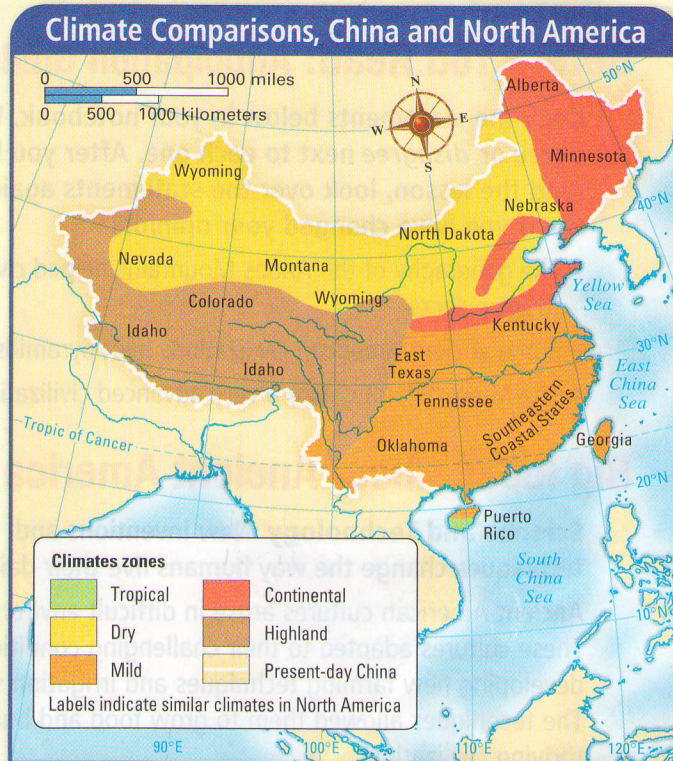 Climate Comparisons, China and North America
0 500 1000 miles
0 500 1000 kilometers
N
W E
S
50°N
Alberta
Minnesota
Wyoming
40°N
Nebraska
North Dakota
Nevada
Montana
Colorado
Wyoming
Yellow
Sea
Idaho
Kentucky
30°N
Idaho
East
Texas
East
China
Sea
Tennessee
Southeastern
Coastal States
Tropic of Cancer
Oklahoma
Georgia
20°N
Puerto
Rico
South
China
Sea
10°N
Climates zones
Tropical
Continental
Dry
Highland
Mild
Present-day China
Labels indicate similar climates in North America
90°E
100°E
110°E
120°E